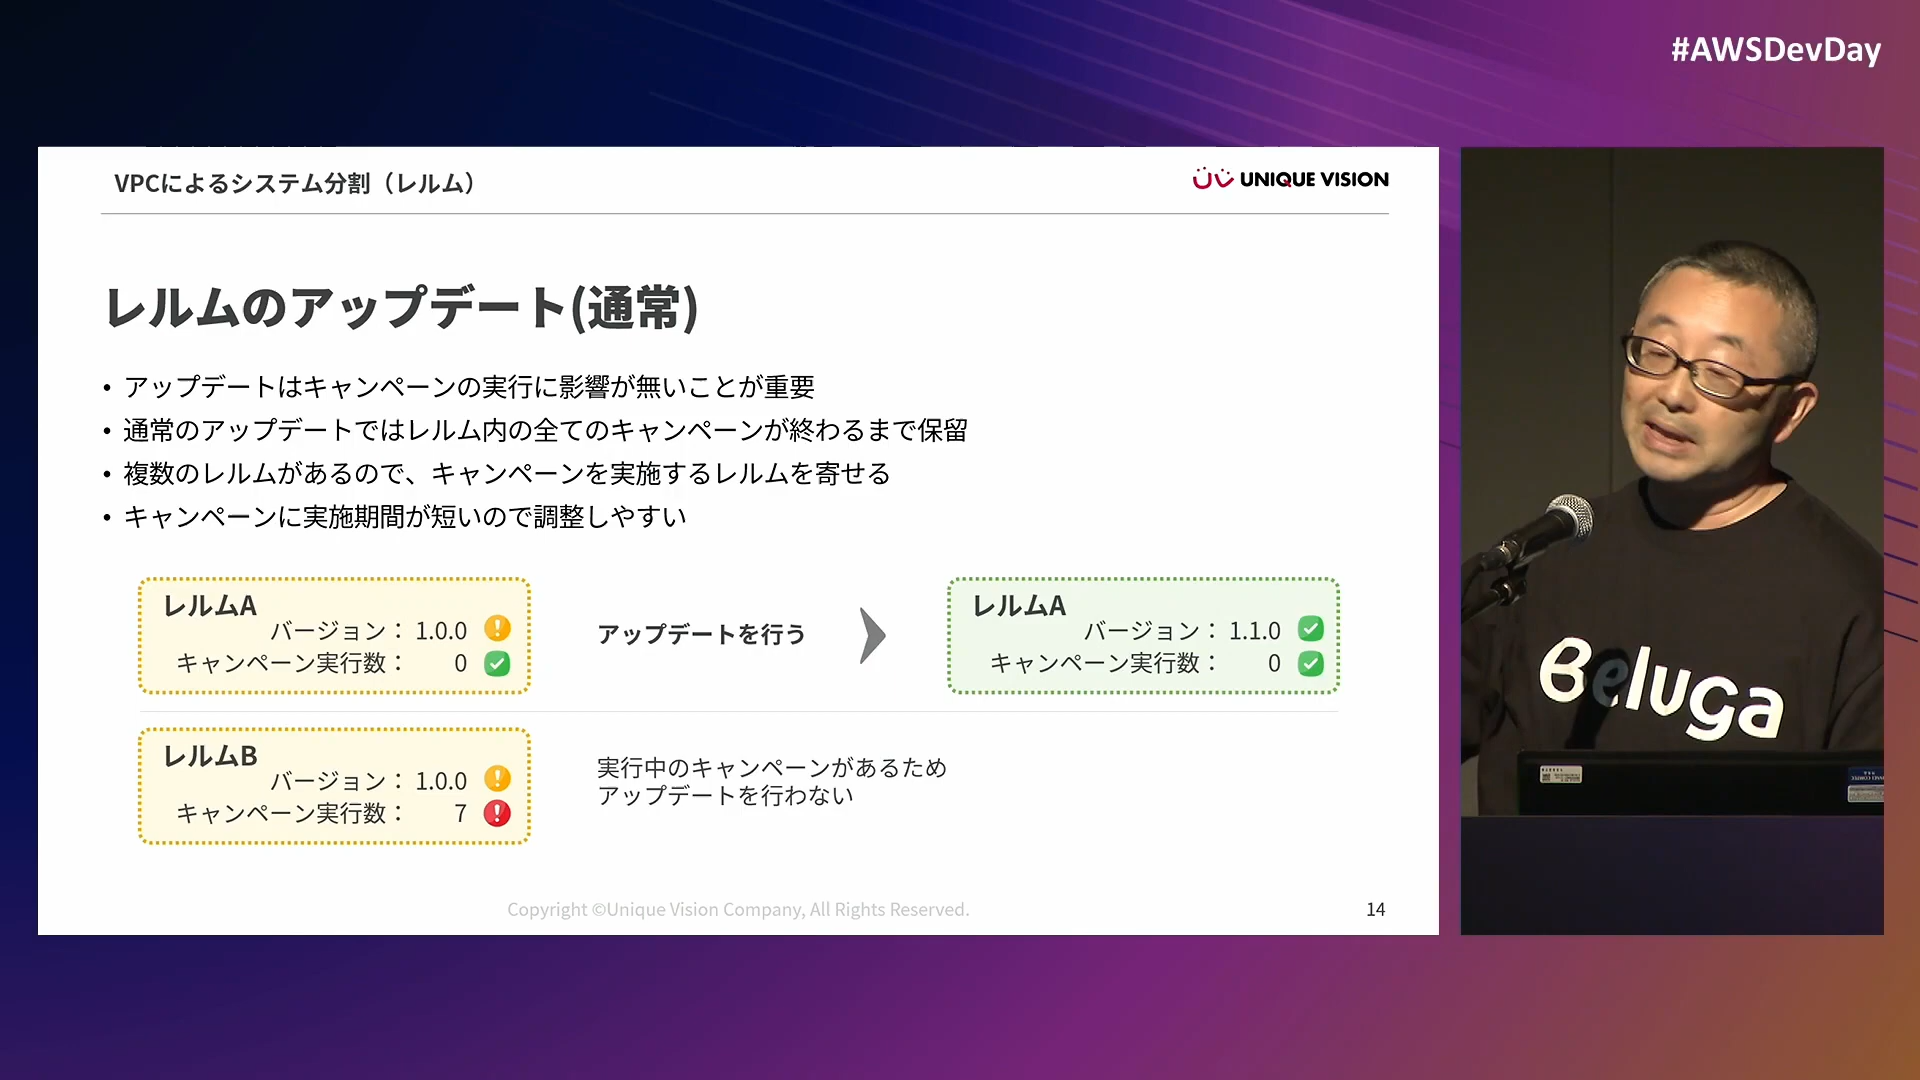 #AWSDevDay
VPCによるシステム分割（レルム）
UNIQUE VISION
レルムのアップデート(通常)
• アップデートはキャンペーンの実行に影響が無いことが重要
• 通常のアップデートではレルム内の全てのキャンペーンが終わるまで保留
• 複数のレルムがあるので、キャンペーンを実施するレルムを寄せる
• キャンペーンに実施期間が短いので調整しやすい
レルムA
バージョン： 1.0.0
キャンペーン実行数： 0
アップデートを行う
レルムA
バージョン： 1.1.0
キャンペーン実行数： 0
レルムB
バージョン： 1.0.0
キャンペーン実行数： 7
実行中のキャンペーンがあるため
アップデートを行わない
Copyright ©Unique Vision Company, All Rights Reserved.
14
Beluga